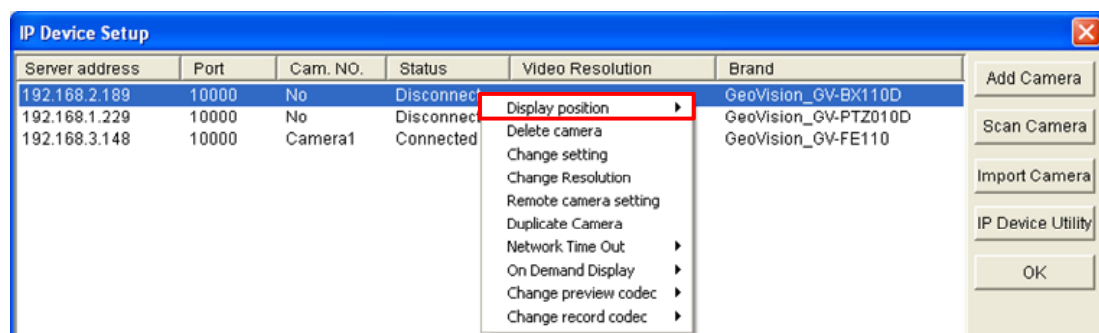 IP Device Setup
Server address Port Cam. NO. Status Video Resolution Brand
192.168.2.189 10000 No Disconnect GeoVision_GV-BX110D
192.168.1.229 10000 No Disconnect GeoVision_GV-PTZ010D
192.168.3.148 10000 Camera1 Connected GeoVision_GV-FE110
Display position
Delete camera
Change setting
Change Resolution
Remote camera setting
Duplicate Camera
Network Time Out
On Demand Display
Change preview codec
Change record codec
Add Camera
Scan Camera
Import Camera
IP Device Utility
OK